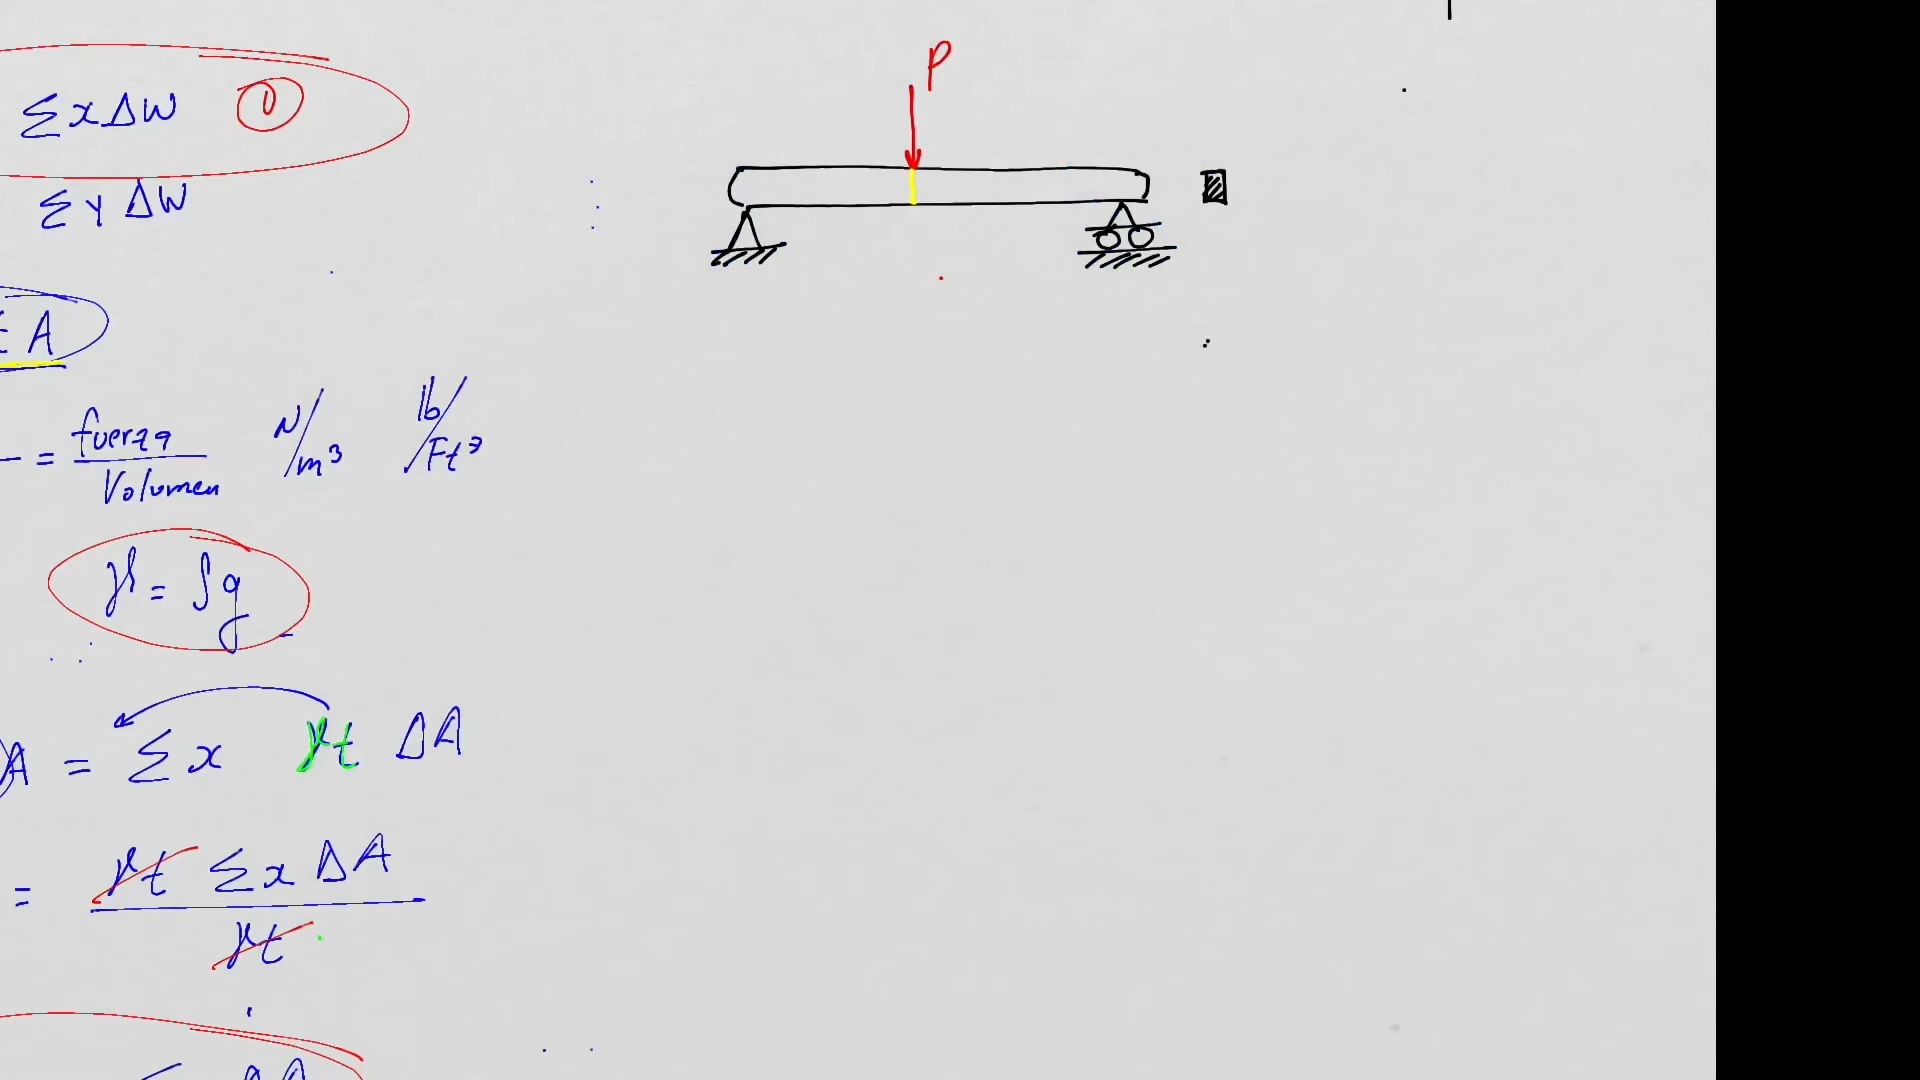 Σ x ΔW ①
Σ y ΔW
P
t A
= fuerza / Volumen N/m³ lb/Ft³
γ = ρg
A = Σ x γt ΔA
= γt Σ x ΔA / γt